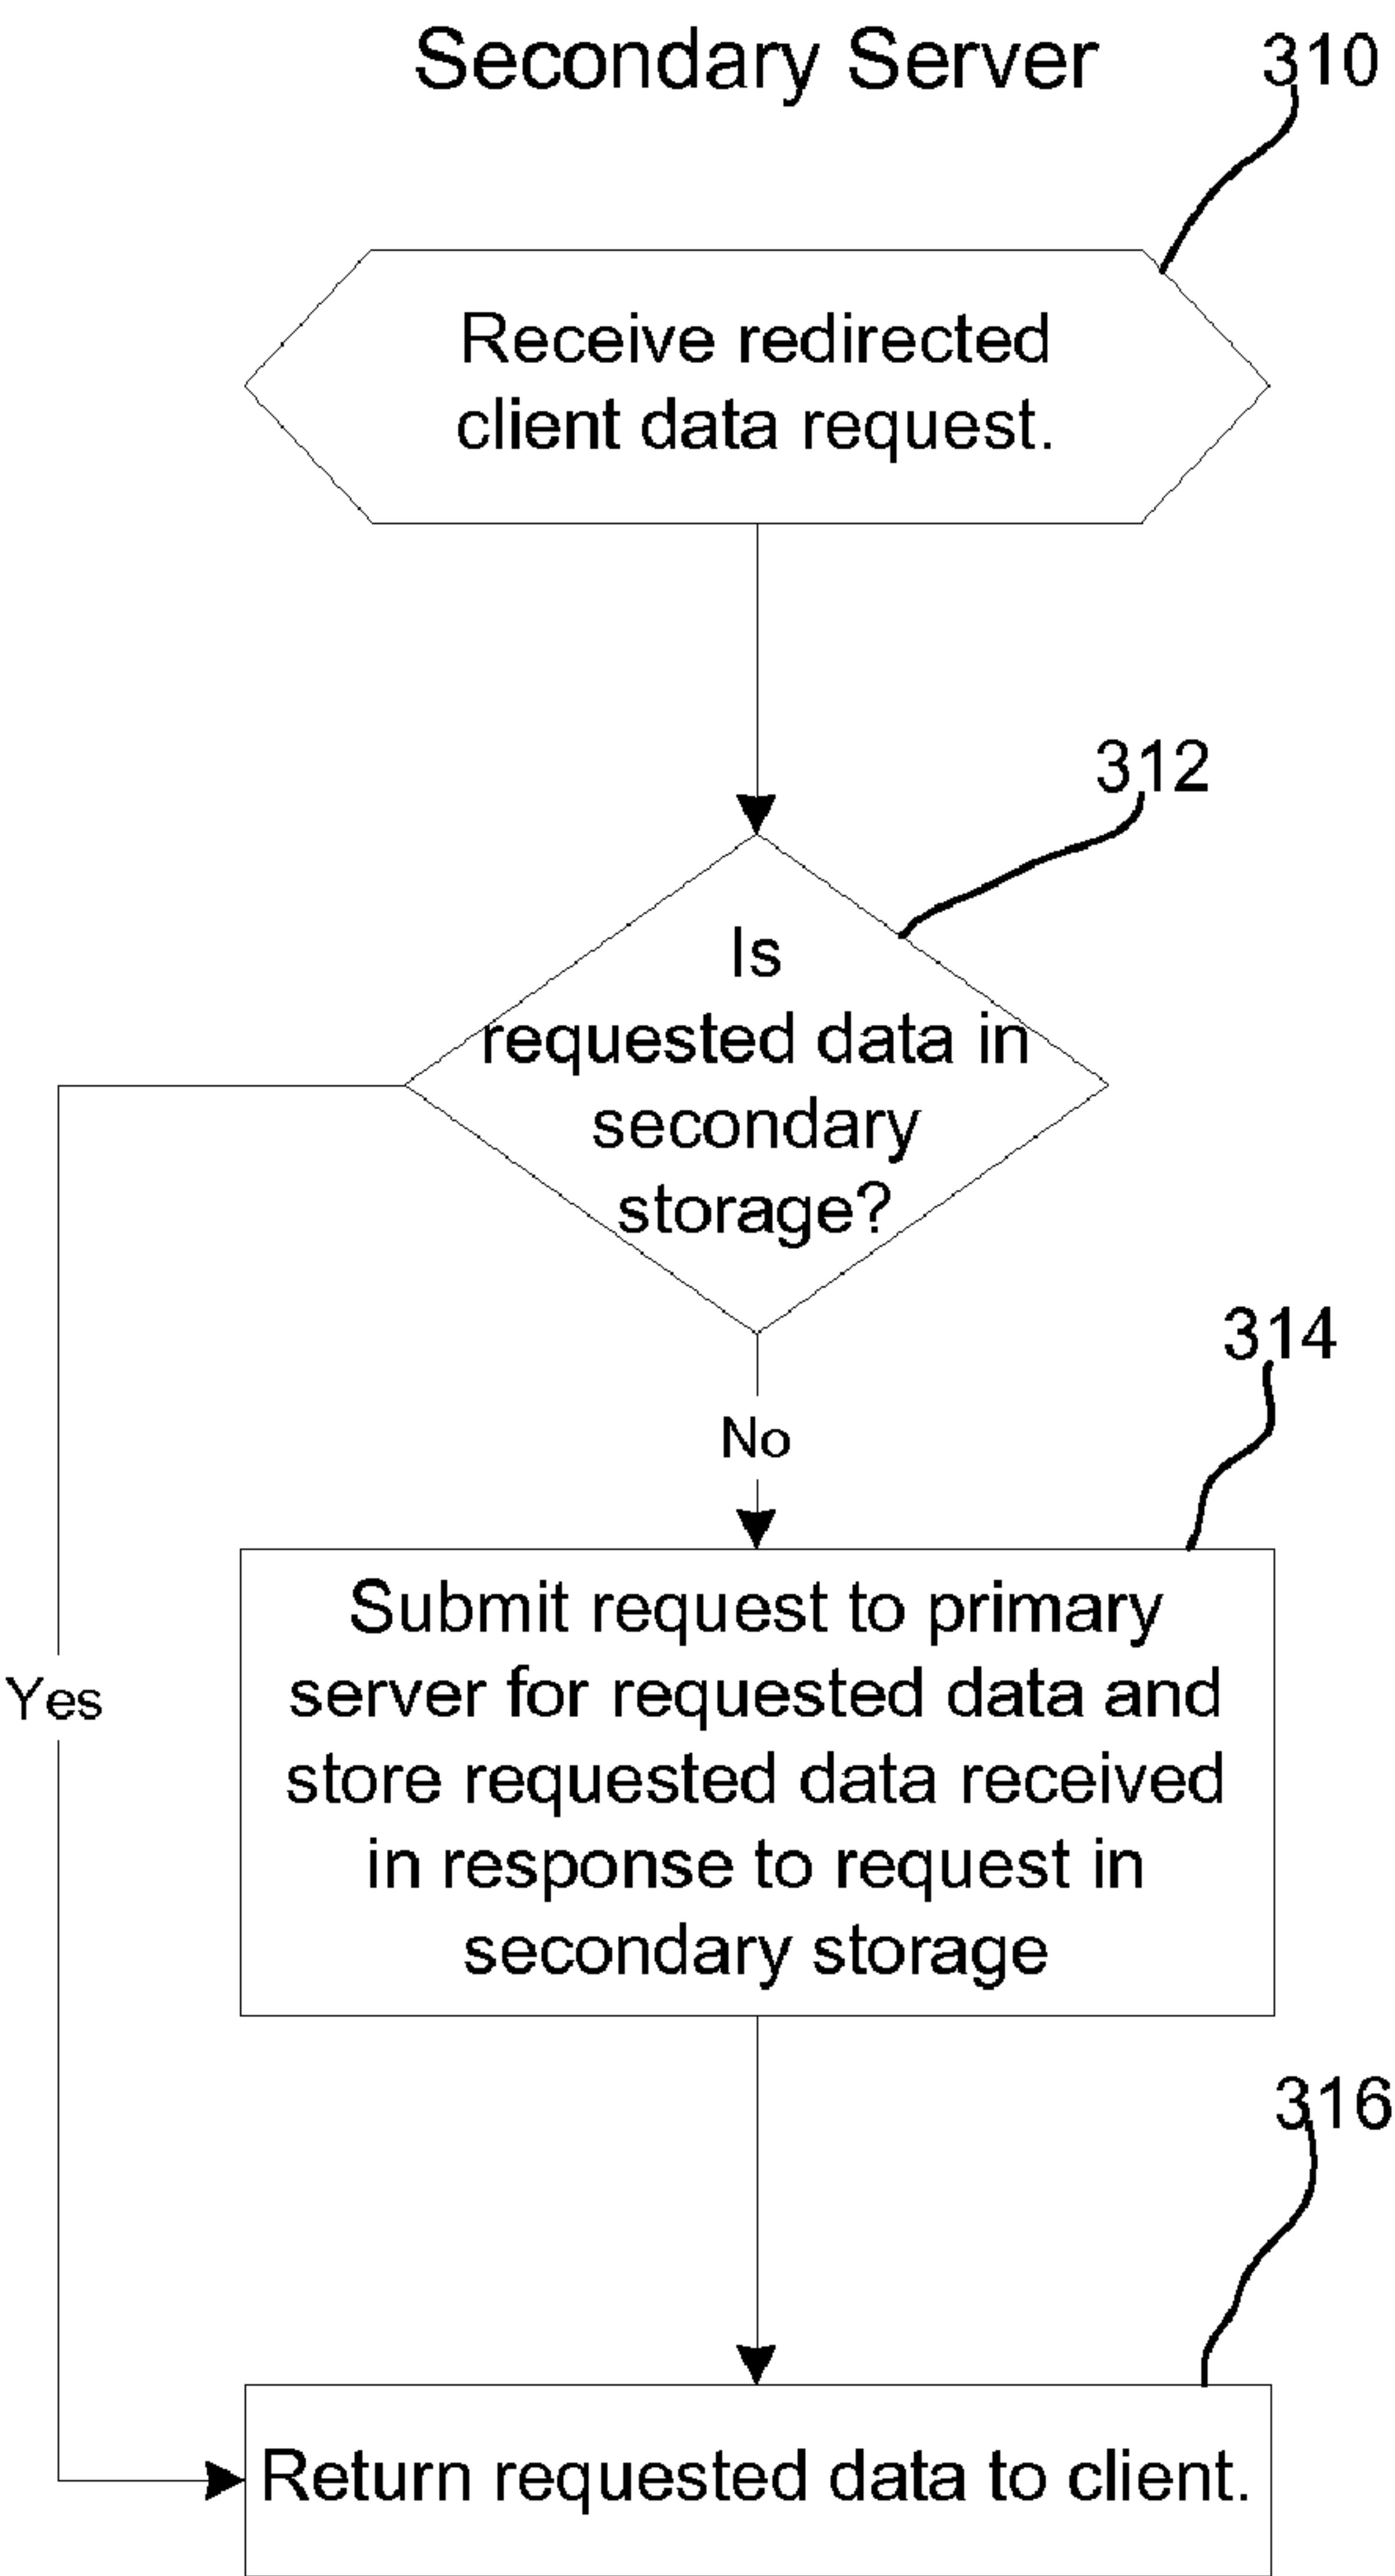 Secondary Server
310
Receive redirected
client data request.
312
Is
requested data in
secondary
storage?
314
No
Submit request to primary
server for requested data and
store requested data received
in response to request in
secondary storage
Yes
316
Return requested data to client.